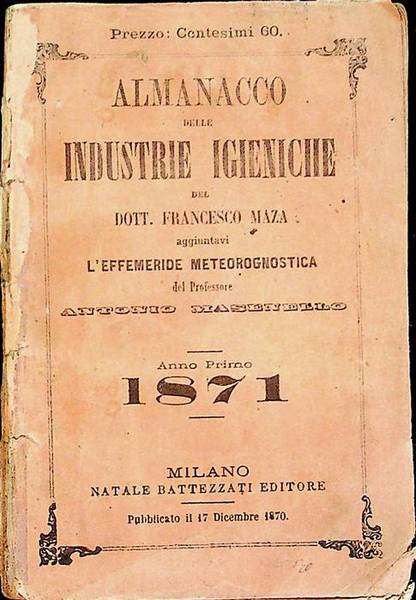 Prezzo: Centesimi 60.
ALMANACCO
DELLE
INDUSTRIE IGIENICHE
DEL
DOTT. FRANCESCO MAZA
aggiuntavi
L'EFFEMERIDE METEOROGNOSTICA
del Professore
ANTONIO MASENELLO
Anno Primo
1871
MILANO
NATALE BATTEZZATI EDITORE
Pubblicato il 17 Dicembre 1870.